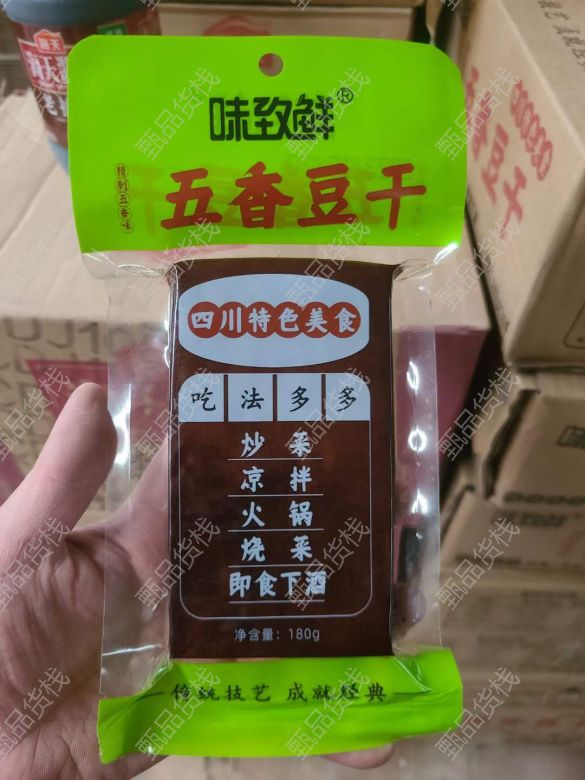 味致鲜®
精制五香味
五香豆干
四川特色美食
吃法多多
炒菜
凉拌
火锅
烧菜
即食下酒
净含量：180g
传统技艺 成就经典
甄品货栈